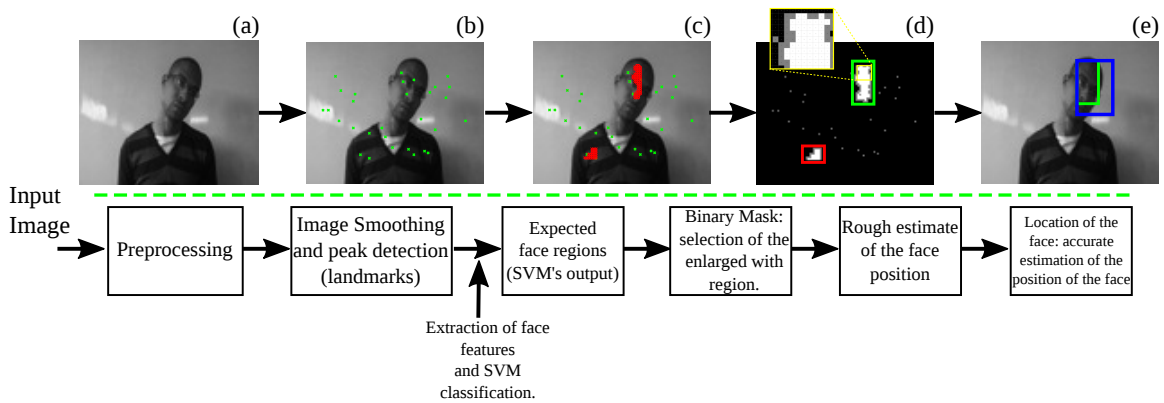 (a)
(b)
(c)
(d)
(e)
Input
Image
Preprocessing
Image Smoothing
and peak detection
(landmarks)
Expected
face regions
(SVM's output)
Binary Mask:
selection of the
enlarged with
region.
Rough estimate
of the face
position
Location of the
face: accurate
estimation of the
position of the face
Extraction of face
features
and SVM
classification.